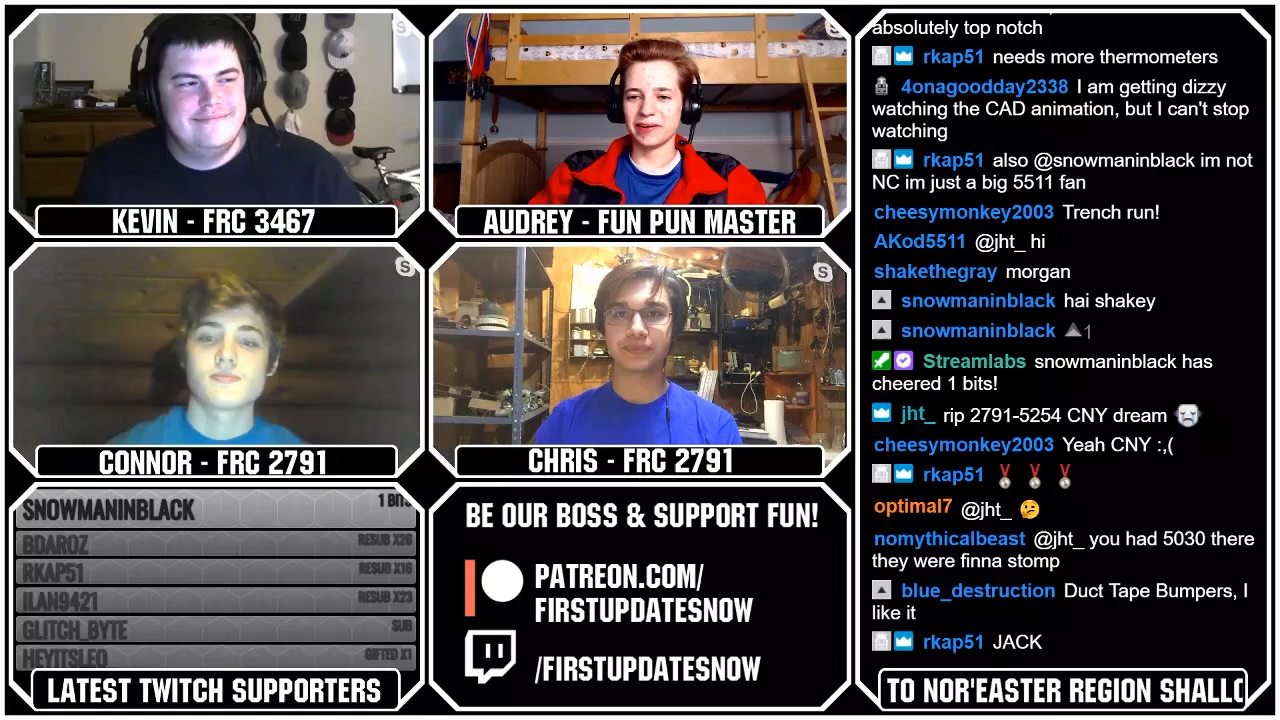 KEVIN - FRC 3467
AUDREY - FUN PUN MASTER
CONNOR - FRC 2791
CHRIS - FRC 2791
SNOWMANINBLACK 1 BITS
BDAROZ RESUB X26
RKAP51 RESUB X16
ILAN9421 RESUB X23
GLITCH_BYTE SUB
HEYITSLEO GIFTED X1
LATEST TWITCH SUPPORTERS
BE OUR BOSS & SUPPORT FUN!
PATREON.COM/
FIRSTUPDATESNOW
/FIRSTUPDATESNOW
absolutely top notch
rkap51 needs more thermometers
4onagoodday2338 I am getting dizzy
watching the CAD animation, but I can't stop
watching
rkap51 also @snowmaninblack im not
NC im just a big 5511 fan
cheesymonkey2003 Trench run!
AKod5511 @jht_ hi
shakethegray morgan
snowmaninblack hai shakey
snowmaninblack 1
Streamlabs snowmaninblack has
cheered 1 bits!
jht_ rip 2791-5254 CNY dream
cheesymonkey2003 Yeah CNY :,(
rkap51
optimal7 @jht_
nomythicalbeast @jht_ you had 5030 there
they were finna stomp
blue_destruction Duct Tape Bumpers, I
like it
rkap51 JACK
TO NOR'EASTER REGION SHALLO